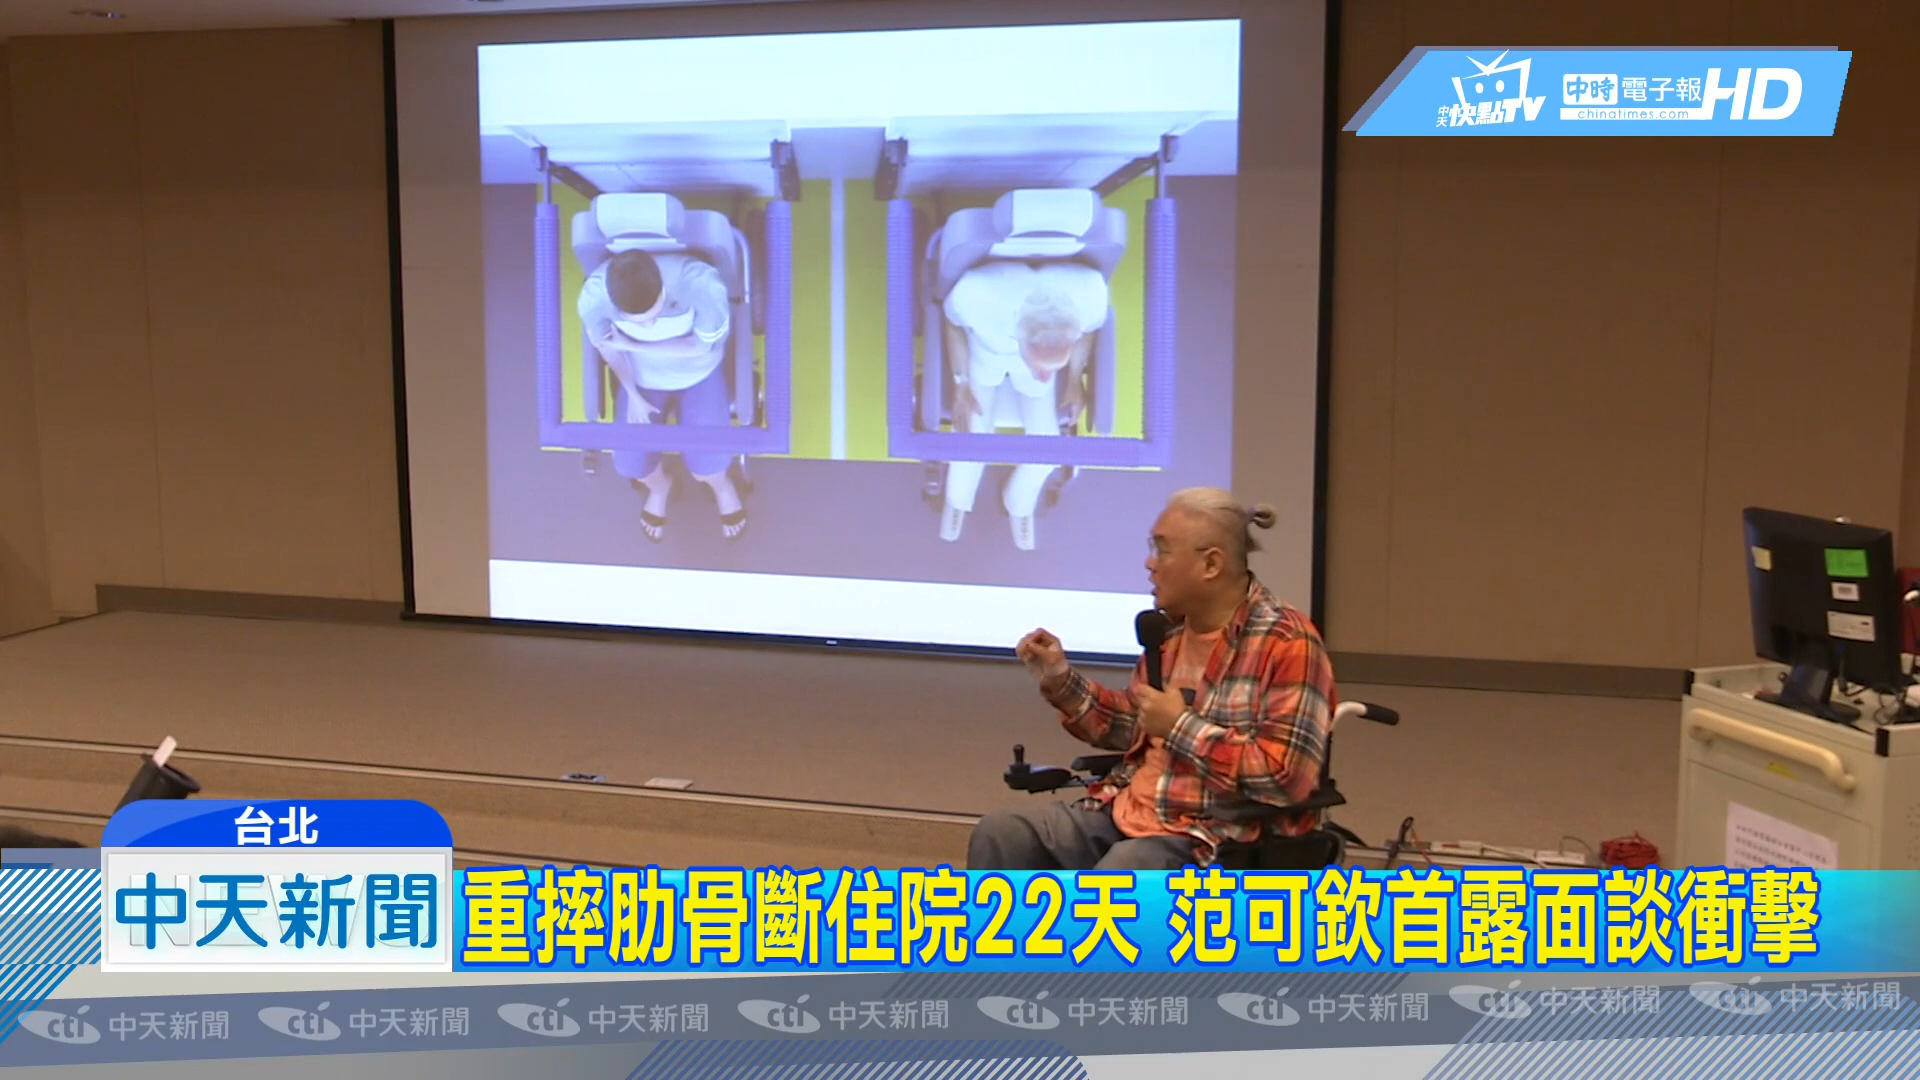 中天快點TV 中時電子報HD
chinatimes.com
台北
中天新聞
NEWS
重摔肋骨斷住院22天 范可欽首露面談衝擊
cti 中天新聞 cti 中天新聞 cti 中天新聞 cti 中天新聞 cti 中天新聞 cti 中天新聞 cti 中天新聞 cti 中天新聞